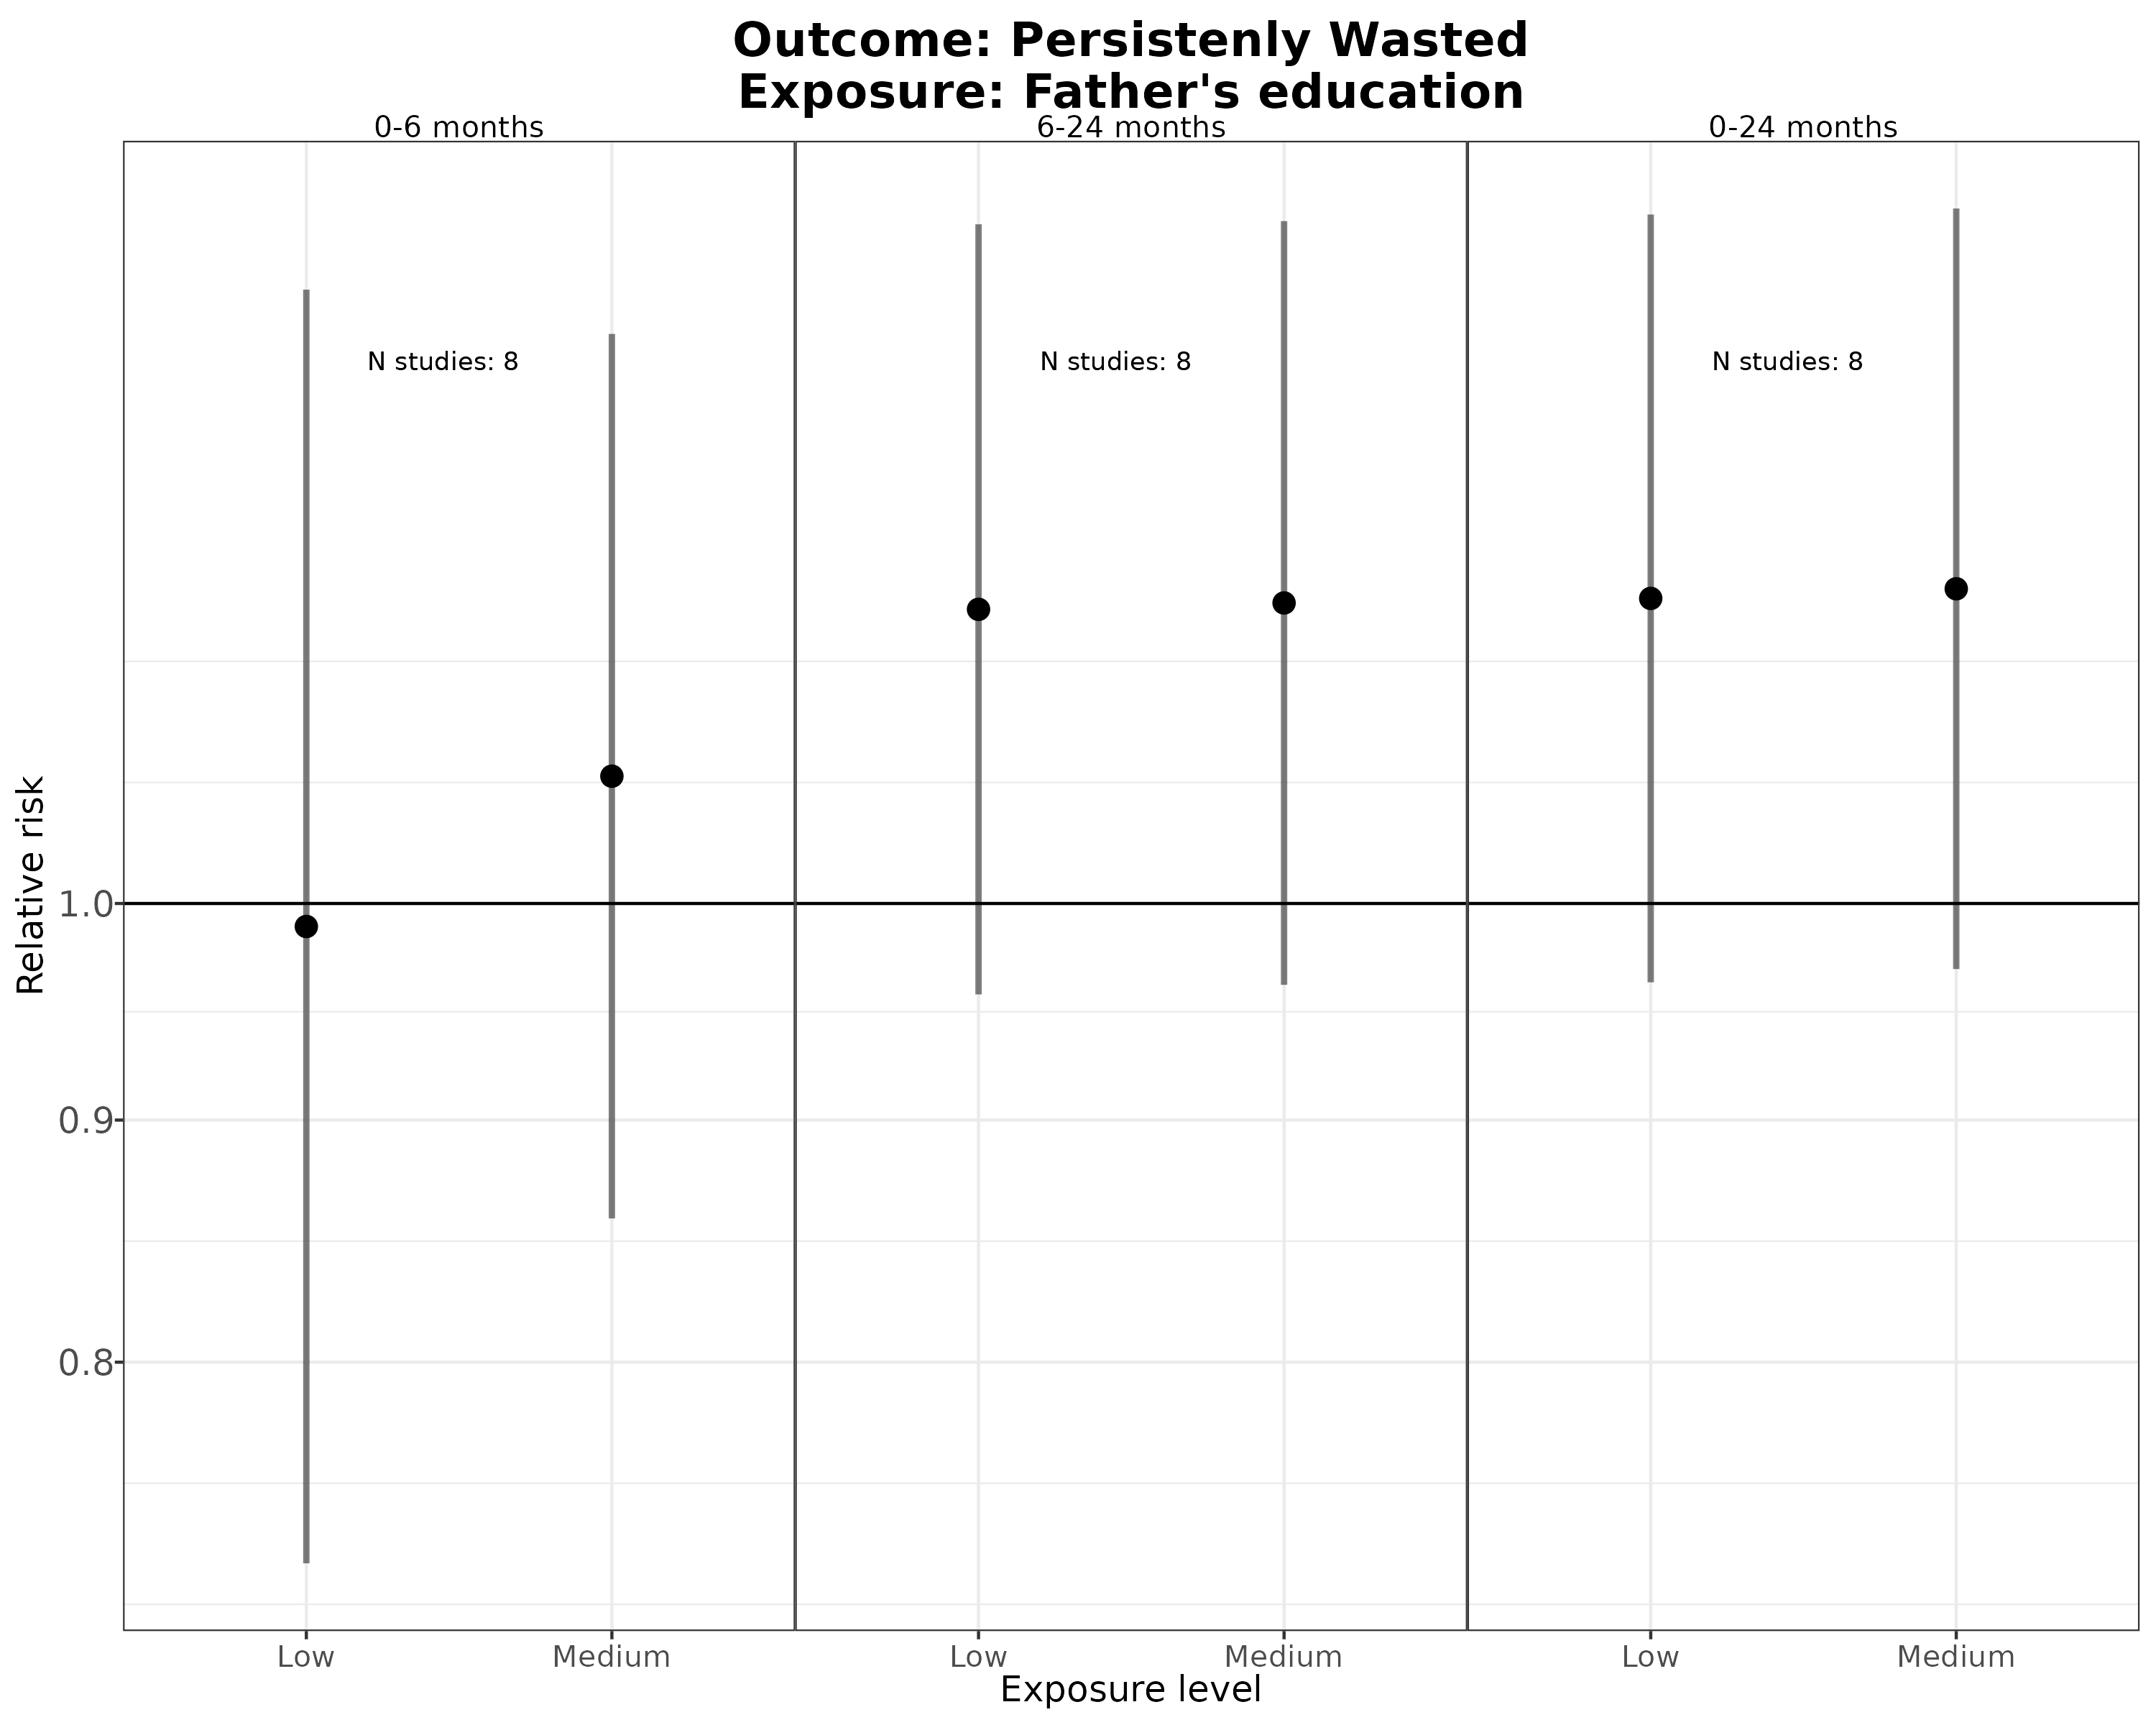 Outcome: Persistenly Wasted
Exposure: Father's education
0-6 months
6-24 months
0-24 months
N studies: 8
N studies: 8
N studies: 8
Relative risk
1.0
0.9
0.8
Low
Medium
Low
Medium
Low
Medium
Exposure level